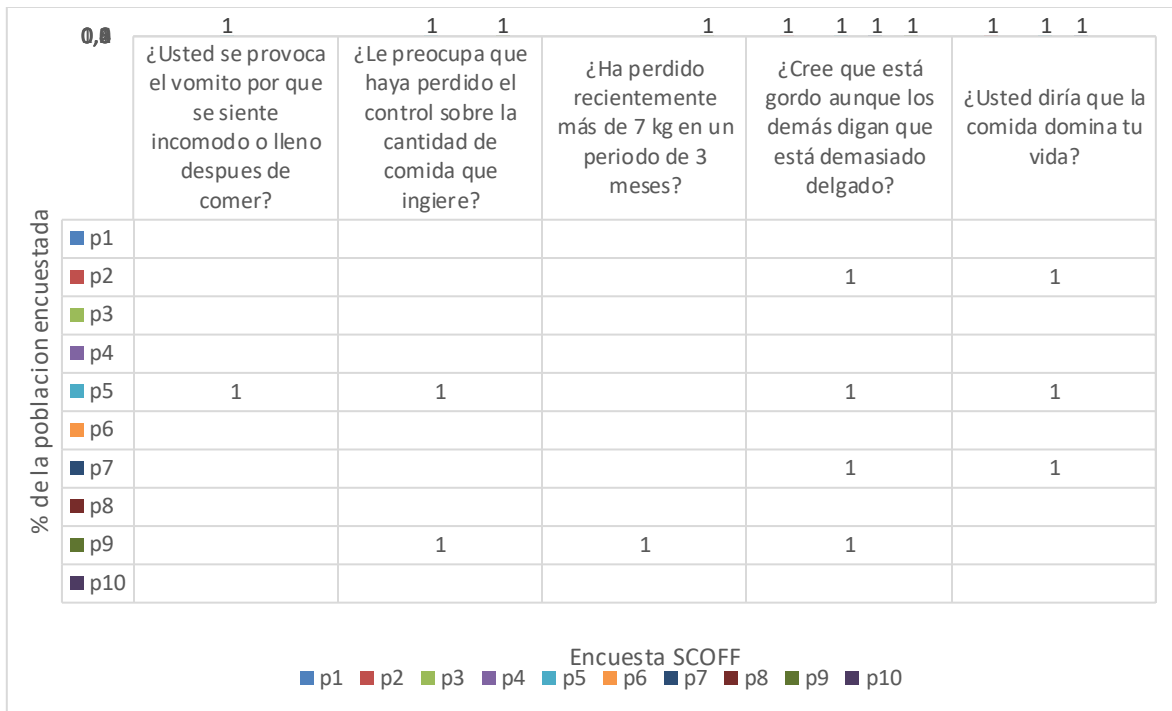 1 1 1 1 1 1 1 1 1 1 1
¿Usted se provoca
el vomito por que
se siente
incomodo o lleno
despues de
comer?
¿Le preocupa que
haya perdido el
control sobre la
cantidad de
comida que
ingiere?
¿Ha perdido
recientemente
más de 7 kg en un
periodo de 3
meses?
¿Cree que está
gordo aunque los
demás digan que
está demasiado
delgado?
¿Usted diría que la
comida domina tu
vida?
% de la poblacion encuestada
p1
p2 1 1
p3
p4
p5 1 1 1 1
p6
p7 1 1
p8
p9 1 1 1
p10
Encuesta SCOFF
p1 p2 p3 p4 p5 p6 p7 p8 p9 p10